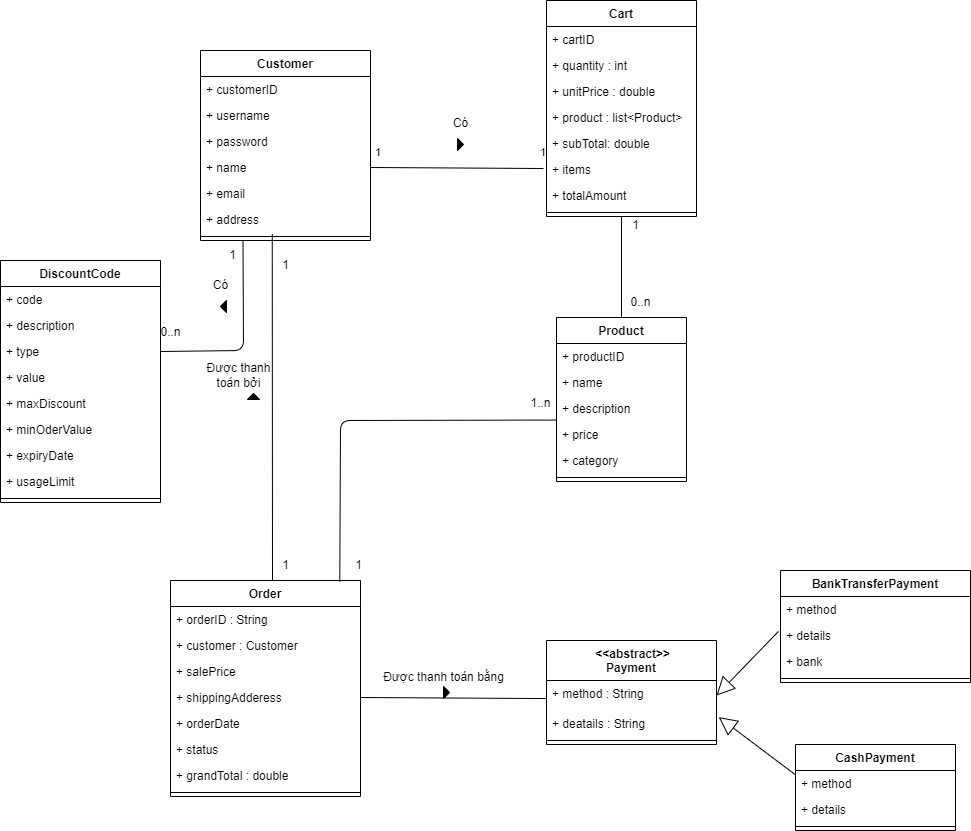 Cart
+ cartID
+ quantity : int
+ unitPrice : double
+ product : list<Product>
+ subTotal: double
+ items
+ totalAmount
Customer
+ customerID
+ username
+ password
+ name
+ email
+ address
Có
1
1
1
0..n
1
1
Có
0..n
DiscountCode
+ code
+ description
+ type
+ value
+ maxDiscount
+ minOderValue
+ expiryDate
+ usageLimit
Được thanh
toán bởi
Product
+ productID
+ name
+ description
+ price
+ category
1..n
1
1
Order
+ orderID : String
+ customer : Customer
+ salePrice
+ shippingAdderess
+ orderDate
+ status
+ grandTotal : double
Được thanh toán bằng
<<abstract>>
Payment
+ method : String
+ deatails : String
BankTransferPayment
+ method
+ details
+ bank
CashPayment
+ method
+ details